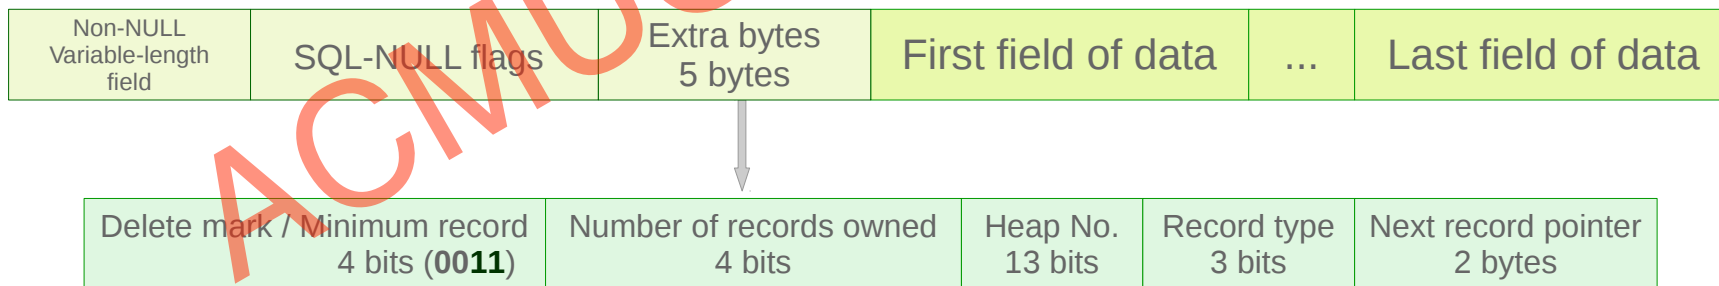 Non-NULL
Variable-length
field
SQL-NULL flags
Extra bytes
5 bytes
First field of data
...
Last field of data
Delete mark / Minimum record
4 bits (0011)
Number of records owned
4 bits
Heap No.
13 bits
Record type
3 bits
Next record pointer
2 bytes